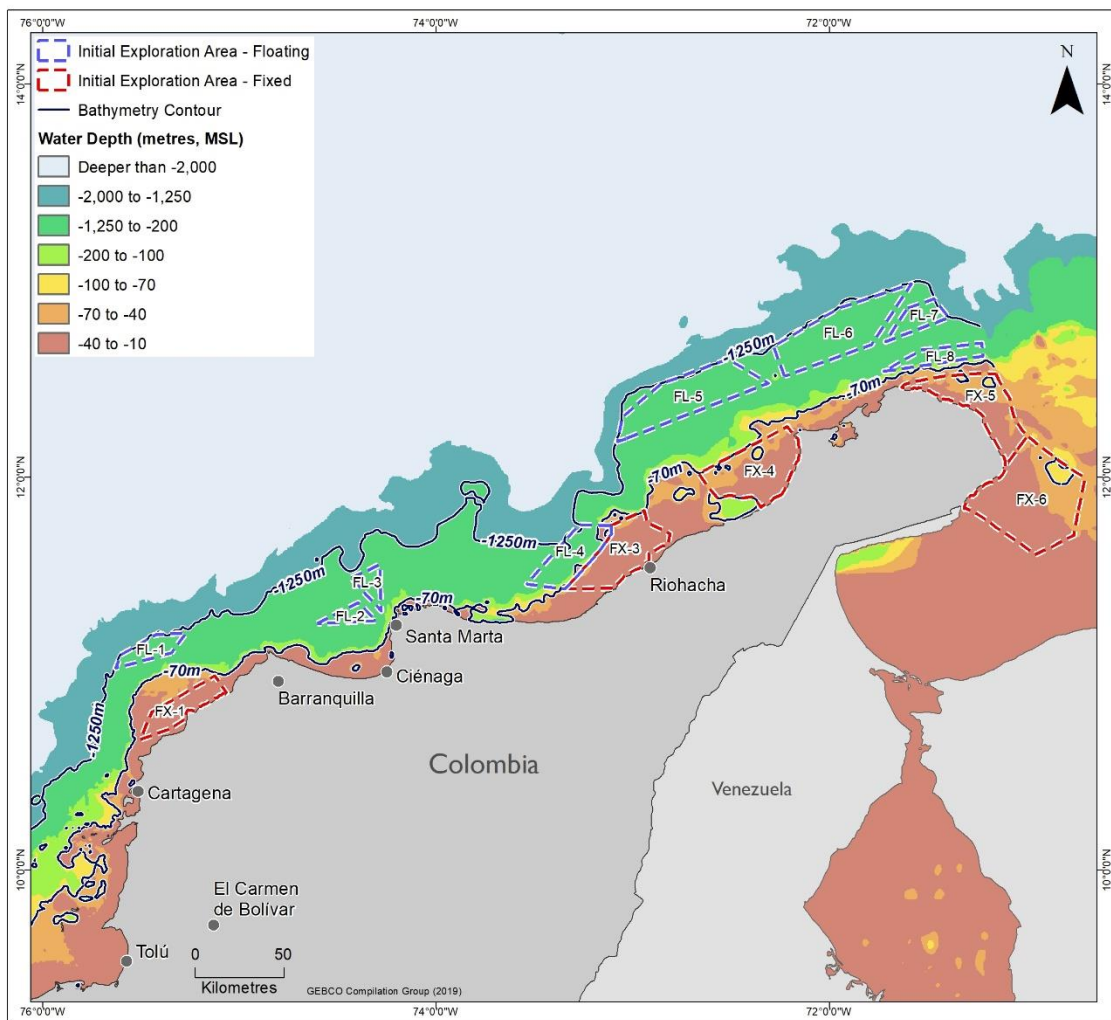 76°0'0"W
74°0'0"W
72°0'0"W
14°0'0"N
14°0'0"N
Initial Exploration Area - Floating
Initial Exploration Area - Fixed
Bathymetry Contour
Water Depth (metres, MSL)
Deeper than -2,000
-2,000 to -1,250
-1,250 to -200
-200 to -100
-100 to -70
-70 to -40
-40 to -10
N
FL-7
FL-6
-1250m
FL-8
-70m
FX-5
FL-5
12°0'0"N
-70m
FX-4
12°0'0"N
FX-6
-1250m
FL-4
FX-3
-1250m
Riohacha
FL-3
-70m
FL-2
Santa Marta
FL-1
-70m
Ciénaga
Barranquilla
FX-1
-1250m
Colombia
Cartagena
Venezuela
10°0'0"N
10°0'0"N
El Carmen
de Bolívar
Tolú
0 50
Kilometres
GEBCO Compilation Group (2019)
76°0'0"W
74°0'0"W
72°0'0"W